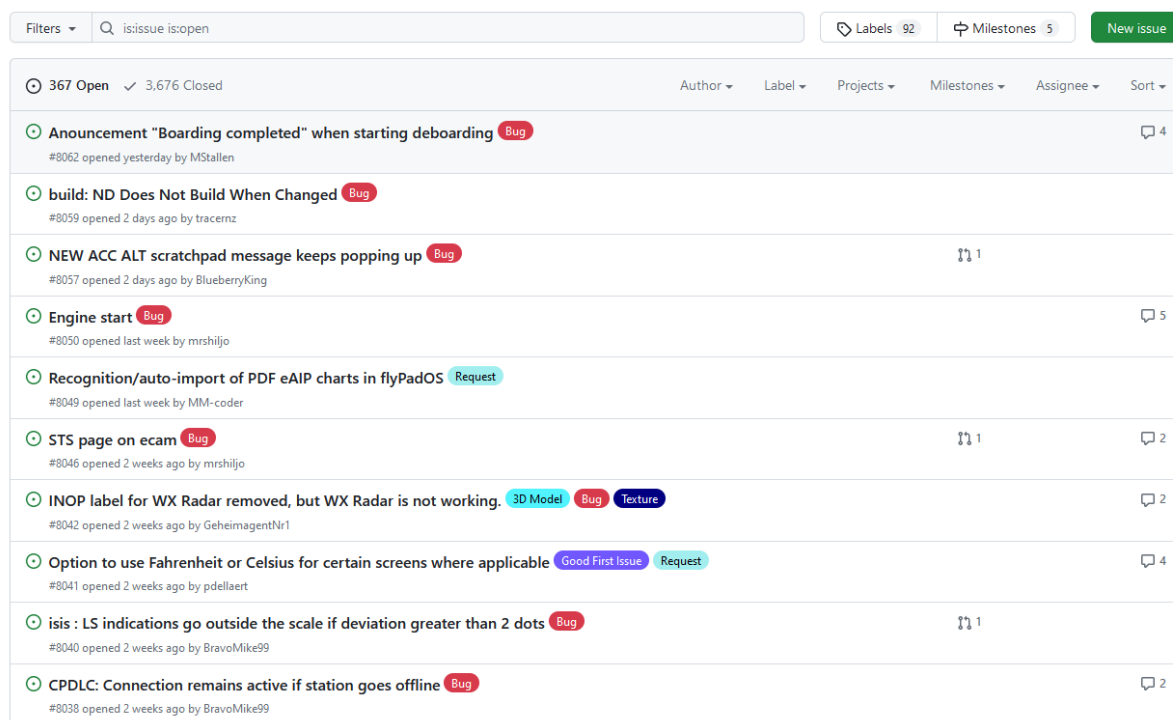 Filters is:issue is:open Labels 92 Milestones 5 New issue
367 Open 3,676 Closed Author Label Projects Milestones Assignee Sort
Anouncement "Boarding completed" when starting deboarding Bug 4
#8062 opened yesterday by MStallen
build: ND Does Not Build When Changed Bug
#8059 opened 2 days ago by tracernz
NEW ACC ALT scratchpad message keeps popping up Bug 1
#8057 opened 2 days ago by BlueberryKing
Engine start Bug 5
#8050 opened last week by mrshiljo
Recognition/auto-import of PDF eAIP charts in flyPadOS Request
#8049 opened last week by MM-coder
STS page on ecam Bug 1 2
#8046 opened 2 weeks ago by mrshiljo
INOP label for WX Radar removed, but WX Radar is not working. 3D Model Bug Texture 2
#8042 opened 2 weeks ago by GeheimagentNr1
Option to use Fahrenheit or Celsius for certain screens where applicable Good First Issue Request 4
#8041 opened 2 weeks ago by pdellaert
isis : LS indications go outside the scale if deviation greater than 2 dots Bug 1
#8040 opened 2 weeks ago by BravoMike99
CPDLC: Connection remains active if station goes offline Bug 2
#8038 opened 2 weeks ago by BravoMike99